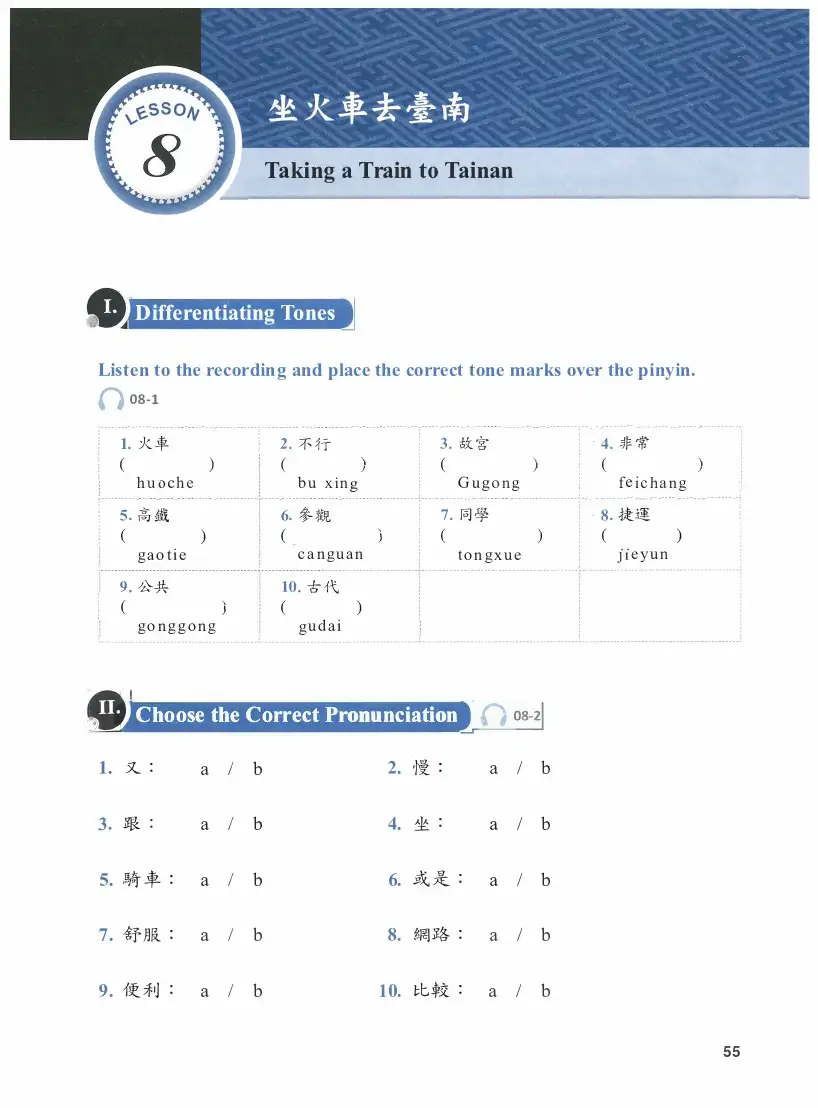 LESSON
8
坐火車去臺南
Taking a Train to Tainan
I. Differentiating Tones
Listen to the recording and place the correct tone marks over the pinyin.
08-1
1. 火車 2. 不行 3. 故宮 4. 非常
( ) ( ) ( ) ( )
huoche bu xing Gugong feichang
5. 高鐵 6. 參觀 7. 同學 8. 捷運
( ) ( ) ( ) ( )
gaotie canguan tongxue jieyun
9. 公共 10. 古代
( ) ( )
gonggong gudai
II. Choose the Correct Pronunciation 08-2
1. 又： a / b 2. 慢： a / b
3. 跟： a / b 4. 坐： a / b
5. 騎車： a / b 6. 或是： a / b
7. 舒服： a / b 8. 網路： a / b
9. 便利： a / b 10. 比較： a / b
55